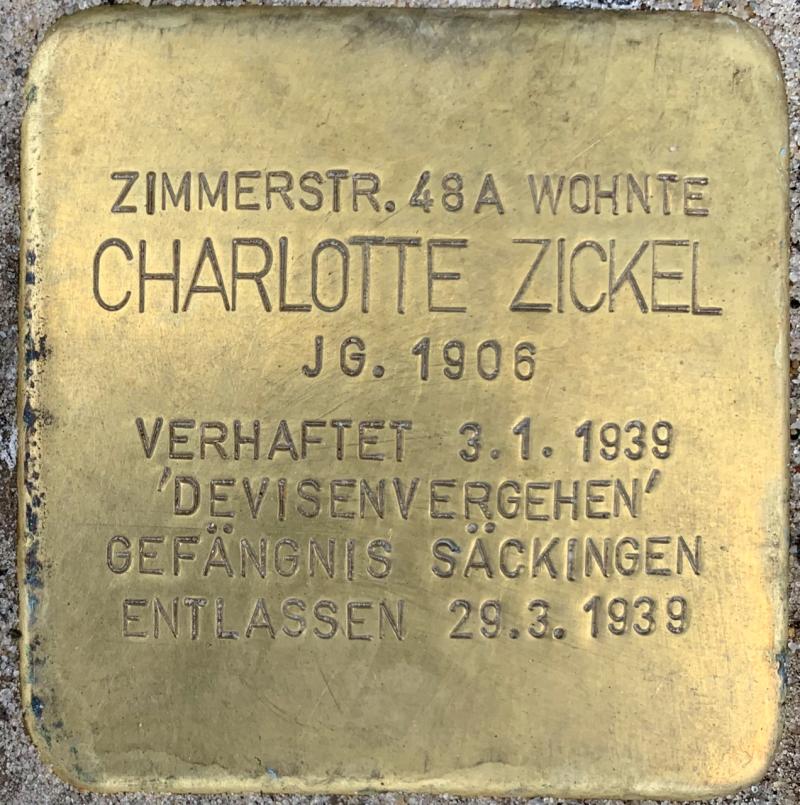 ZIMMERSTR. 48A WOHNTE
CHARLOTTE ZICKEL
JG. 1906
VERHAFTET 3.1.1939
'DEVISENVERGEHEN'
GEFÄNGNIS SÄCKINGEN
ENTLASSEN 29.3.1939